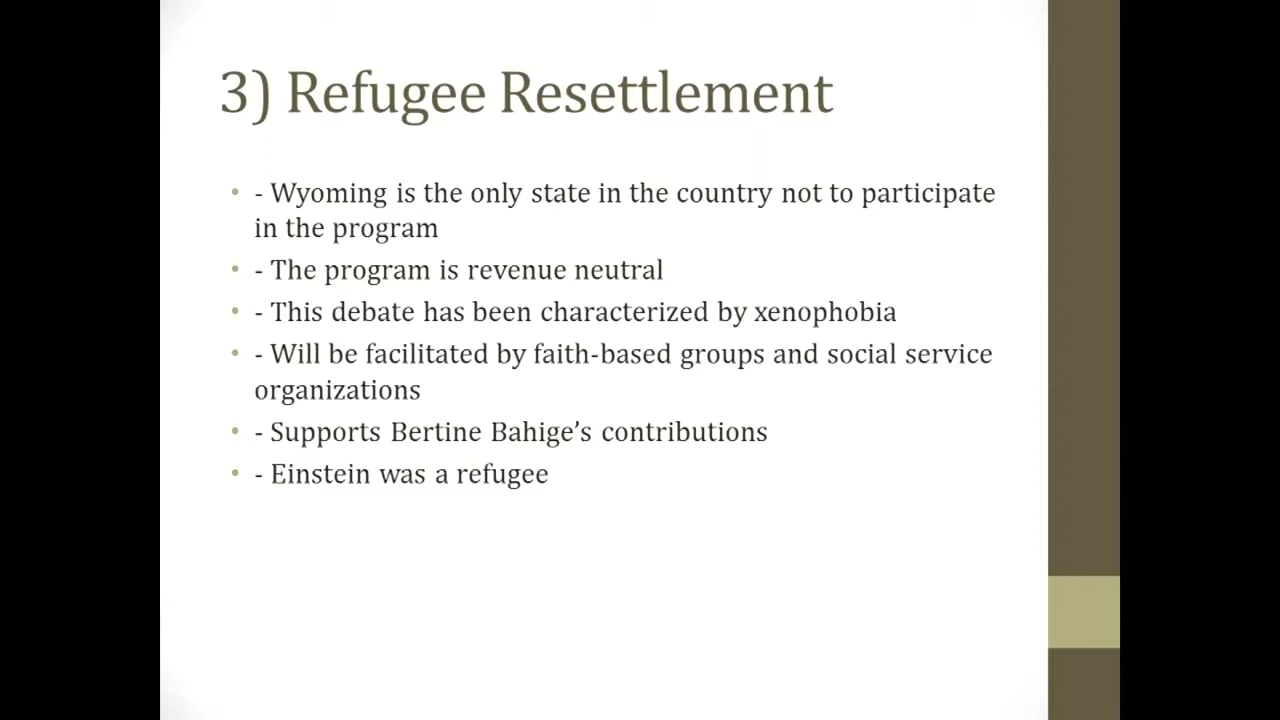 3) Refugee Resettlement
• - Wyoming is the only state in the country not to participate
in the program
• - The program is revenue neutral
• - This debate has been characterized by xenophobia
• - Will be facilitated by faith-based groups and social service
organizations
• - Supports Bertine Bahige’s contributions
• - Einstein was a refugee